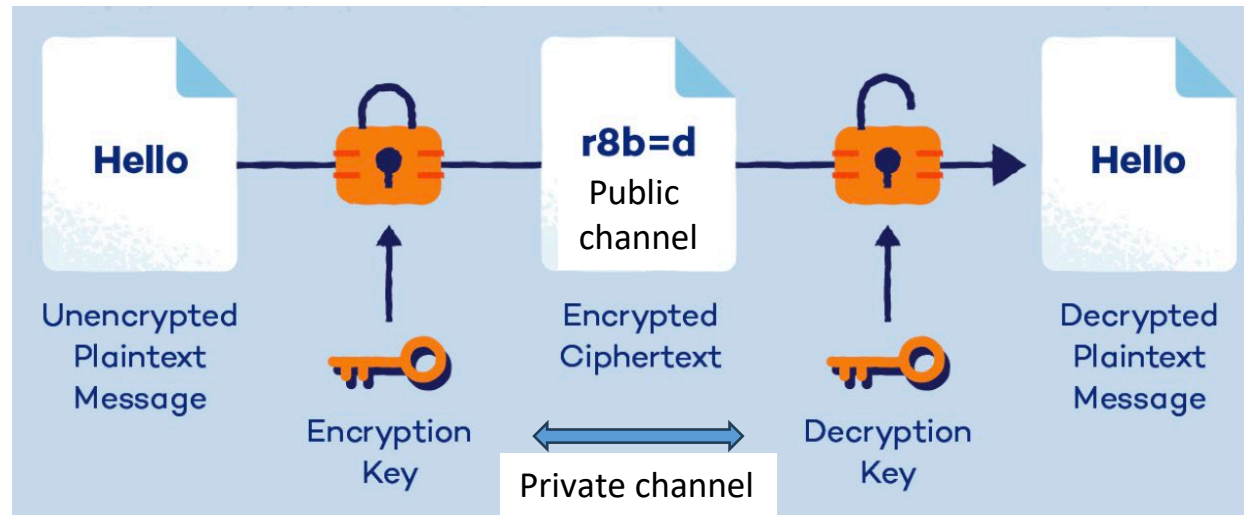 Hello
r8b=d
Public
channel
Hello
Unencrypted
Plaintext
Message
Encrypted
Ciphertext
Decrypted
Plaintext
Message
Encryption
Key
Private channel
Decryption
Key